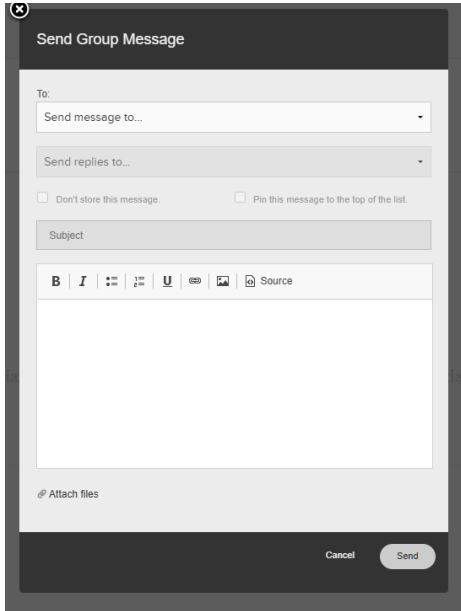 Send Group Message
To:
Send message to...
Send replies to...
Don't store this message. Pin this message to the top of the list.
Subject
B I U Source
Attach files
Cancel Send